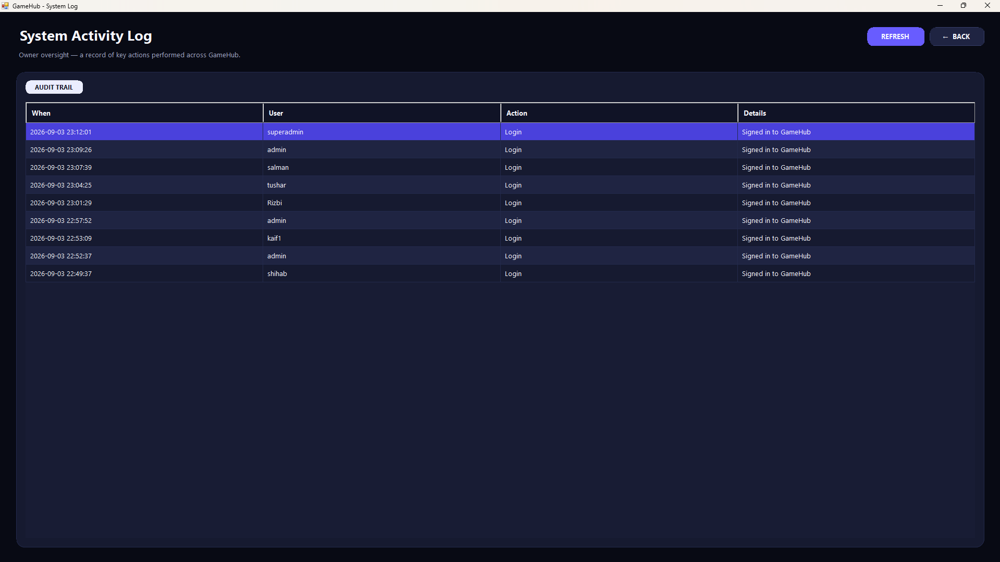 GameHub - System Log
System Activity Log
REFRESH
← BACK
Owner oversight — a record of key actions performed across GameHub.
AUDIT TRAIL
When User Action Details
2026-09-03 23:12:01 superadmin Login Signed in to GameHub
2026-09-03 23:09:26 admin Login Signed in to GameHub
2026-09-03 23:07:39 salman Login Signed in to GameHub
2026-09-03 23:04:25 tushar Login Signed in to GameHub
2026-09-03 23:01:29 Rizbi Login Signed in to GameHub
2026-09-03 22:57:52 admin Login Signed in to GameHub
2026-09-03 22:53:09 kaif1 Login Signed in to GameHub
2026-09-03 22:52:37 admin Login Signed in to GameHub
2026-09-03 22:49:37 shihab Login Signed in to GameHub